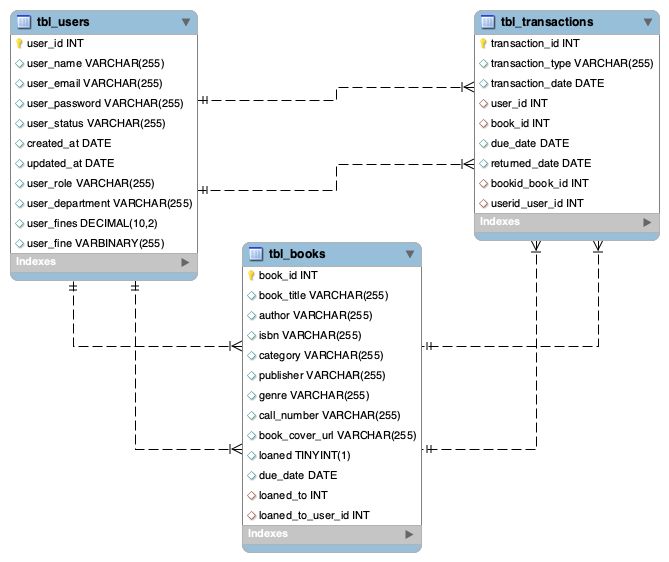 tbl_users
user_id INT
user_name VARCHAR(255)
user_email VARCHAR(255)
user_password VARCHAR(255)
user_status VARCHAR(255)
created_at DATE
updated_at DATE
user_role VARCHAR(255)
user_department VARCHAR(255)
user_fines DECIMAL(10,2)
user_fine VARBINARY(255)
Indexes
tbl_transactions
transaction_id INT
transaction_type VARCHAR(255)
transaction_date DATE
user_id INT
book_id INT
due_date DATE
returned_date DATE
bookid_book_id INT
userid_user_id INT
Indexes
tbl_books
book_id INT
book_title VARCHAR(255)
author VARCHAR(255)
isbn VARCHAR(255)
category VARCHAR(255)
publisher VARCHAR(255)
genre VARCHAR(255)
call_number VARCHAR(255)
book_cover_url VARCHAR(255)
loaned TINYINT(1)
due_date DATE
loaned_to INT
loaned_to_user_id INT
Indexes